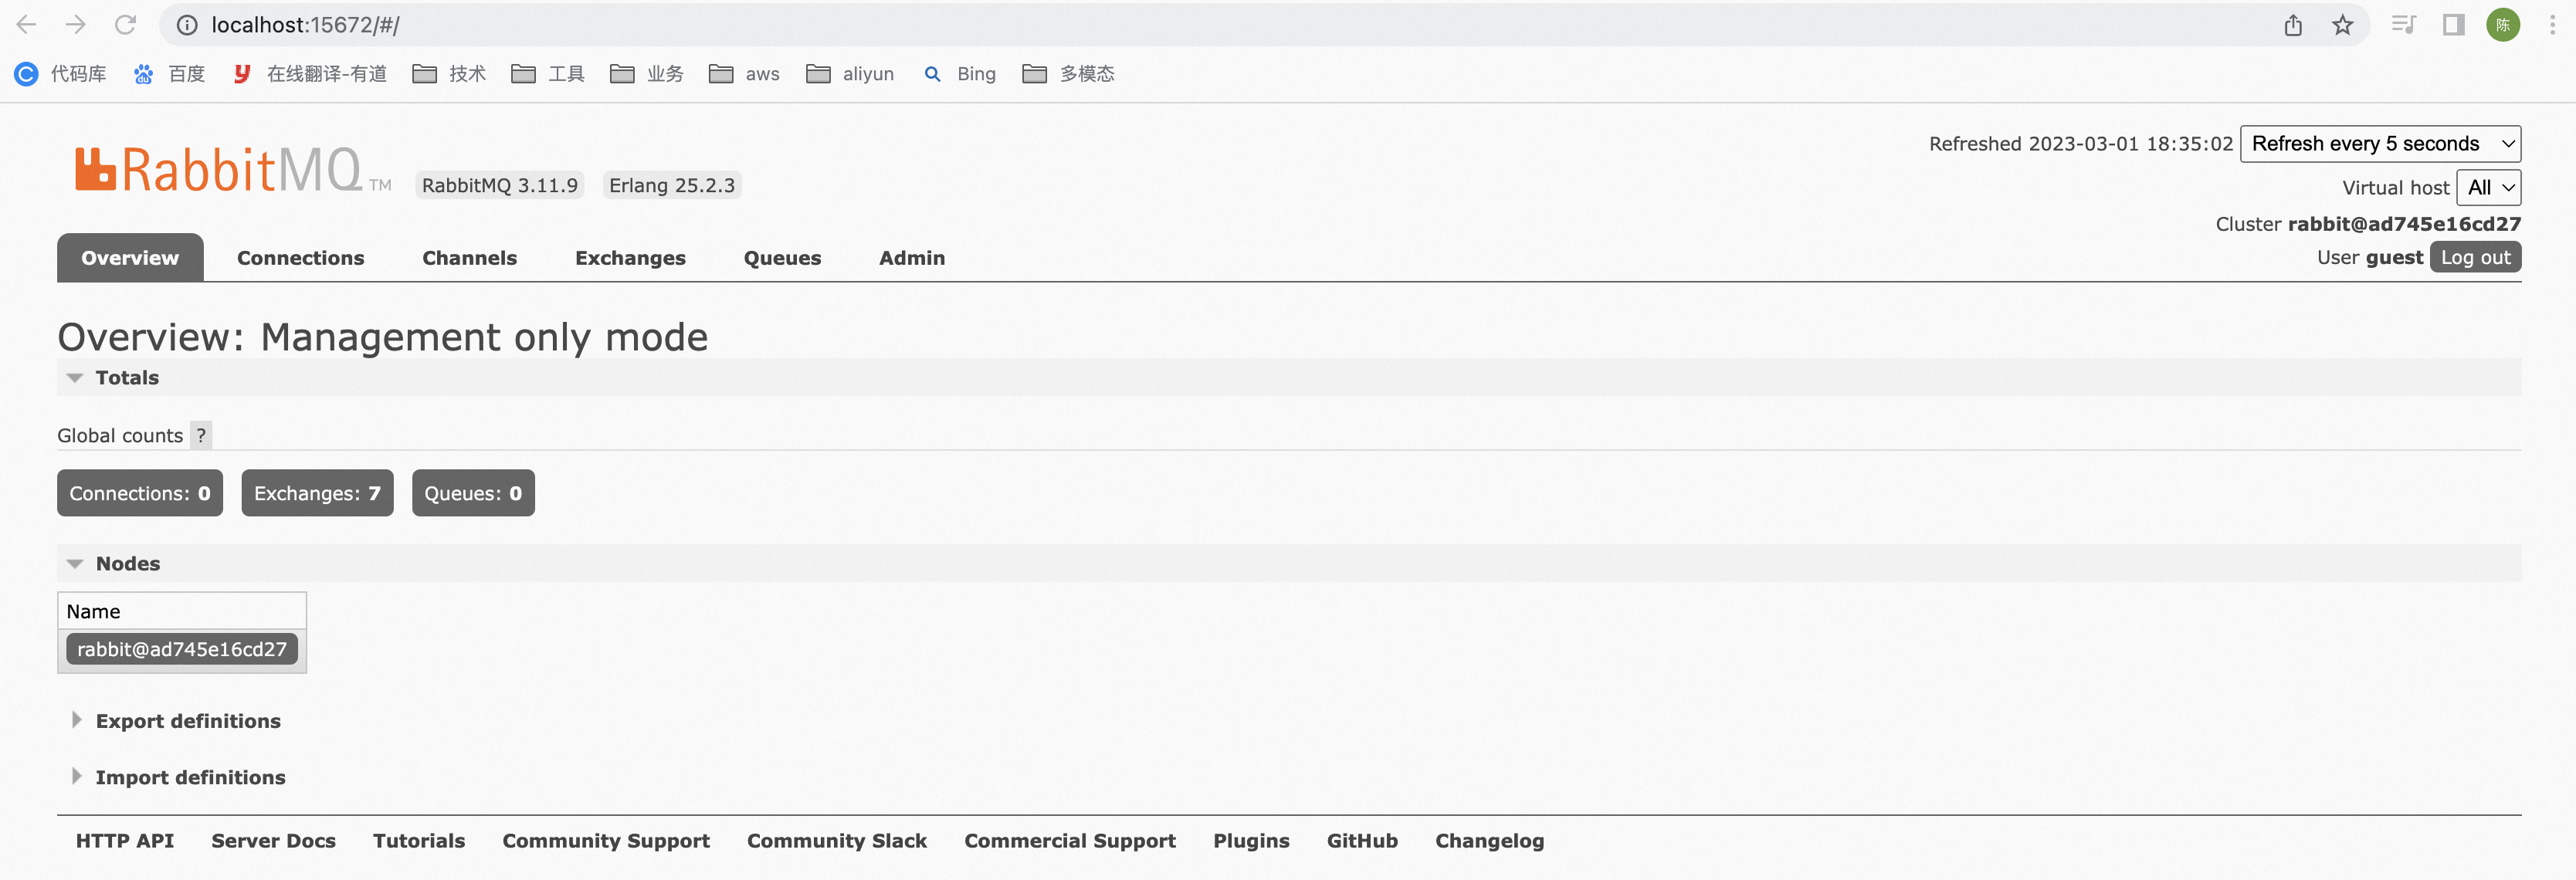 localhost:15672/#/
陈
代码库 百度 在线翻译-有道 技术 工具 业务 aws aliyun Bing 多模态
Refreshed 2023-03-01 18:35:02 Refresh every 5 seconds
RabbitMQ TM RabbitMQ 3.11.9 Erlang 25.2.3
Virtual host All
Cluster rabbit@ad745e16cd27
User guest Log out
Overview Connections Channels Exchanges Queues Admin
Overview: Management only mode
Totals
Global counts ?
Connections: 0 Exchanges: 7 Queues: 0
Nodes
Name
rabbit@ad745e16cd27
Export definitions
Import definitions
HTTP API Server Docs Tutorials Community Support Community Slack Commercial Support Plugins GitHub Changelog